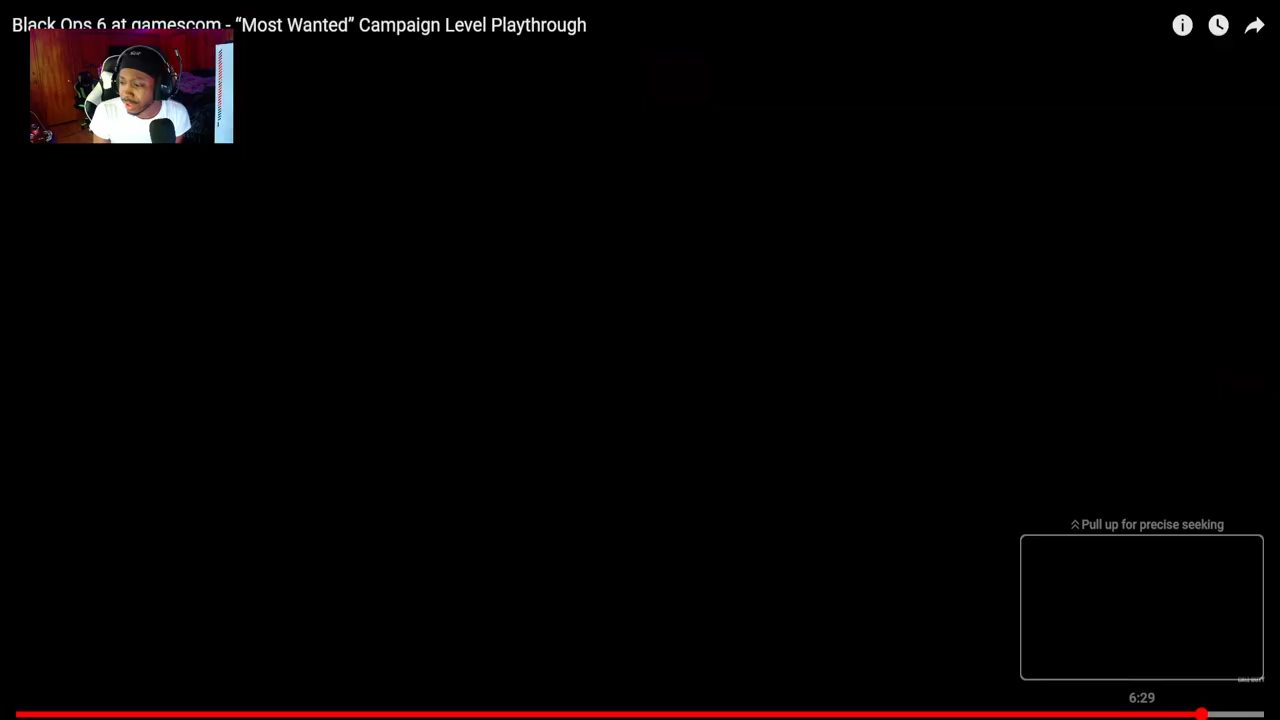 Black Ops 6 at gamescom - “Most Wanted” Campaign Level Playthrough
Pull up for precise seeking
6:29